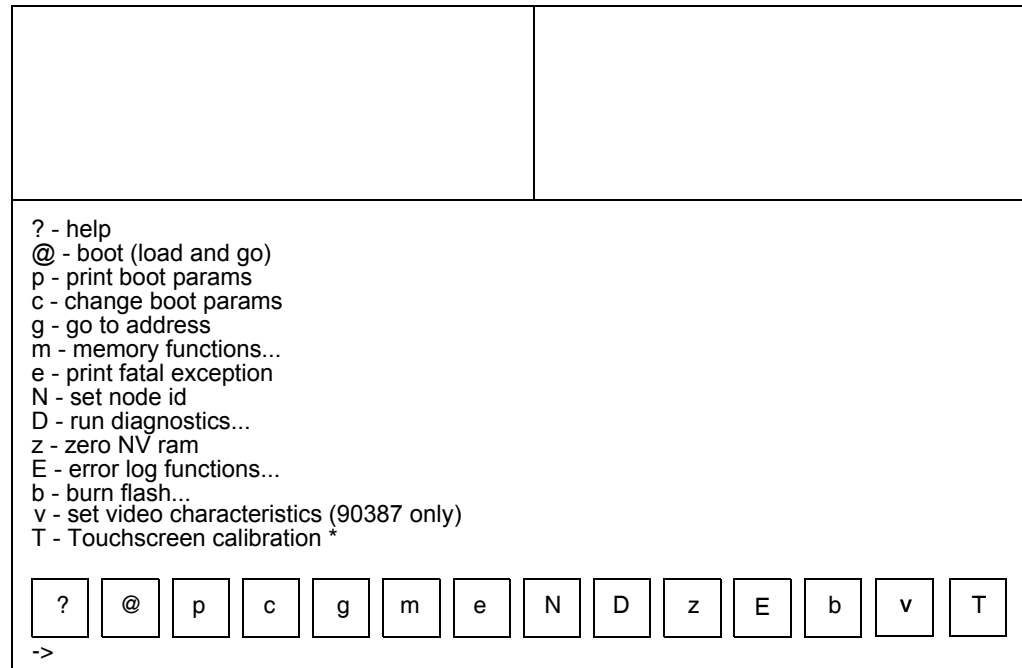 ? - help
@ - boot (load and go)
p - print boot params
c - change boot params
g - go to address
m - memory functions...
e - print fatal exception
N - set node id
D - run diagnostics...
z - zero NV ram
E - error log functions...
b - burn flash...
v - set video characteristics (90387 only)
T - Touchscreen calibration *
? @ p c g m e N D z E b v T
->